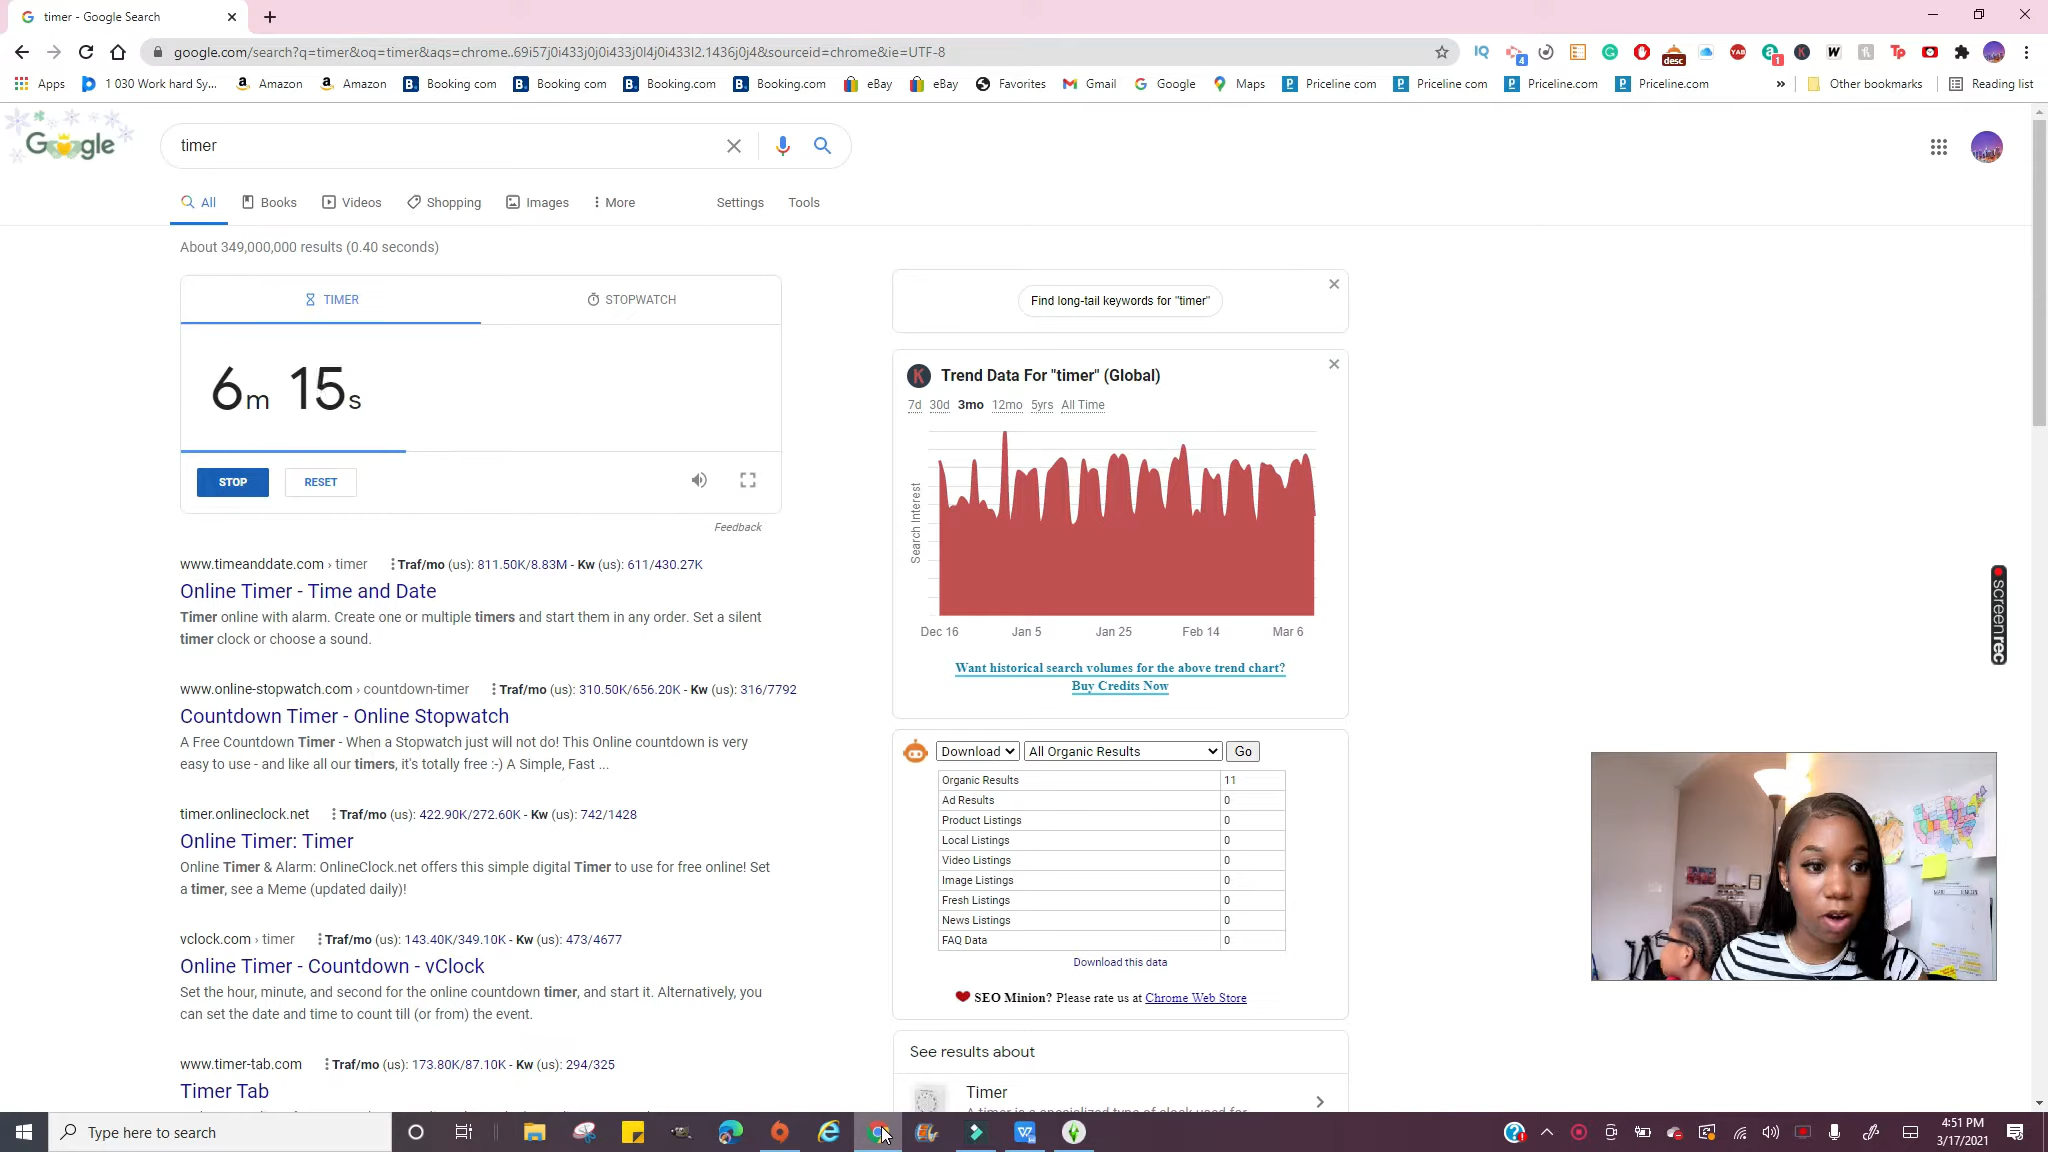 timer - Google Search
google.com/search?q=timer&oq=timer&aqs=chrome..69i57j0i433j0j0i433j0l4j0i433l2.1436j0j4&sourceid=chrome&ie=UTF-8
IQ 4 desc YAB 1 K W h Tp
Apps 1 030 Work hard Sy... Amazon Amazon Booking com Booking com Booking.com Booking.com eBay eBay Favorites Gmail Google Maps Priceline com Priceline com Priceline.com Priceline.com » Other bookmarks Reading list
Google
timer
All Books Videos Shopping Images More Settings Tools
About 349,000,000 results (0.40 seconds)
TIMER STOPWATCH
6m 15s
STOP RESET
Feedback
www.timeanddate.com › timer Traf/mo (us): 811.50K/8.83M - Kw (us): 611/430.27K
Online Timer - Time and Date
Timer online with alarm. Create one or multiple timers and start them in any order. Set a silent
timer clock or choose a sound.
www.online-stopwatch.com › countdown-timer Traf/mo (us): 310.50K/656.20K - Kw (us): 316/7792
Countdown Timer - Online Stopwatch
A Free Countdown Timer - When a Stopwatch just will not do! This Online countdown is very
easy to use - and like all our timers, it's totally free :-) A Simple, Fast ...
timer.onlineclock.net Traf/mo (us): 422.90K/272.60K - Kw (us): 742/1428
Online Timer: Timer
Online Timer & Alarm: OnlineClock.net offers this simple digital Timer to use for free online! Set
a timer, see a Meme (updated daily)!
vclock.com › timer Traf/mo (us): 143.40K/349.10K - Kw (us): 473/4677
Online Timer - Countdown - vClock
Set the hour, minute, and second for the online countdown timer, and start it. Alternatively, you
can set the date and time to count till (or from) the event.
www.timer-tab.com Traf/mo (us): 173.80K/87.10K - Kw (us): 294/325
Timer Tab
Find long-tail keywords for "timer"
K Trend Data For "timer" (Global)
7d 30d 3mo 12mo 5yrs All Time
Search Interest
Dec 16 Jan 5 Jan 25 Feb 14 Mar 6
Want historical search volumes for the above trend chart?
Buy Credits Now
Download All Organic Results Go
Organic Results 11
Ad Results 0
Product Listings 0
Local Listings 0
Video Listings 0
Image Listings 0
Fresh Listings 0
News Listings 0
FAQ Data 0
Download this data
SEO Minion? Please rate us at Chrome Web Store
See results about
Timer
A timer is a specialized type of clock used for
screenrec
Type here to search
4:51 PM
3/17/2021